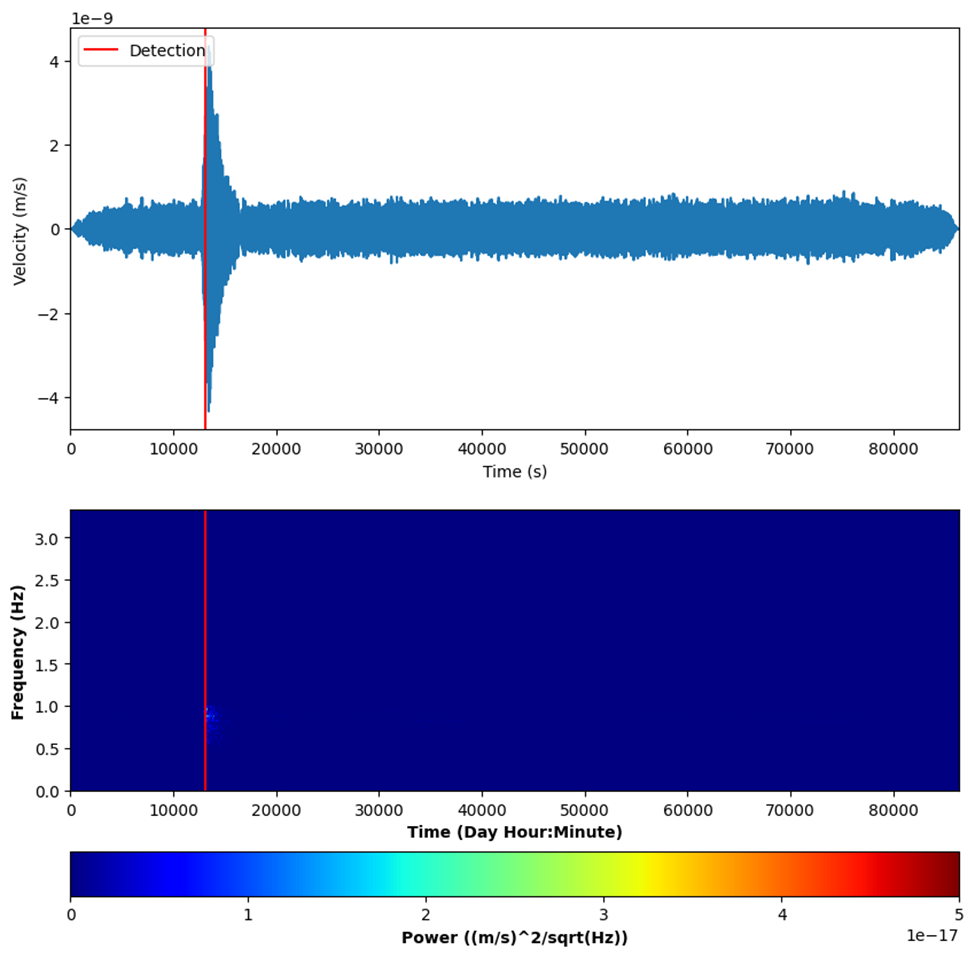 1e−9
Detection
4
2
0
−2
−4
Velocity (m/s)
0 10000 20000 30000 40000 50000 60000 70000 80000
Time (s)
3.0
2.5
2.0
1.5
1.0
0.5
0.0
Frequency (Hz)
0 10000 20000 30000 40000 50000 60000 70000 80000
Time (Day Hour:Minute)
0 1 2 3 4 5
1e−17
Power ((m/s)^2/sqrt(Hz))